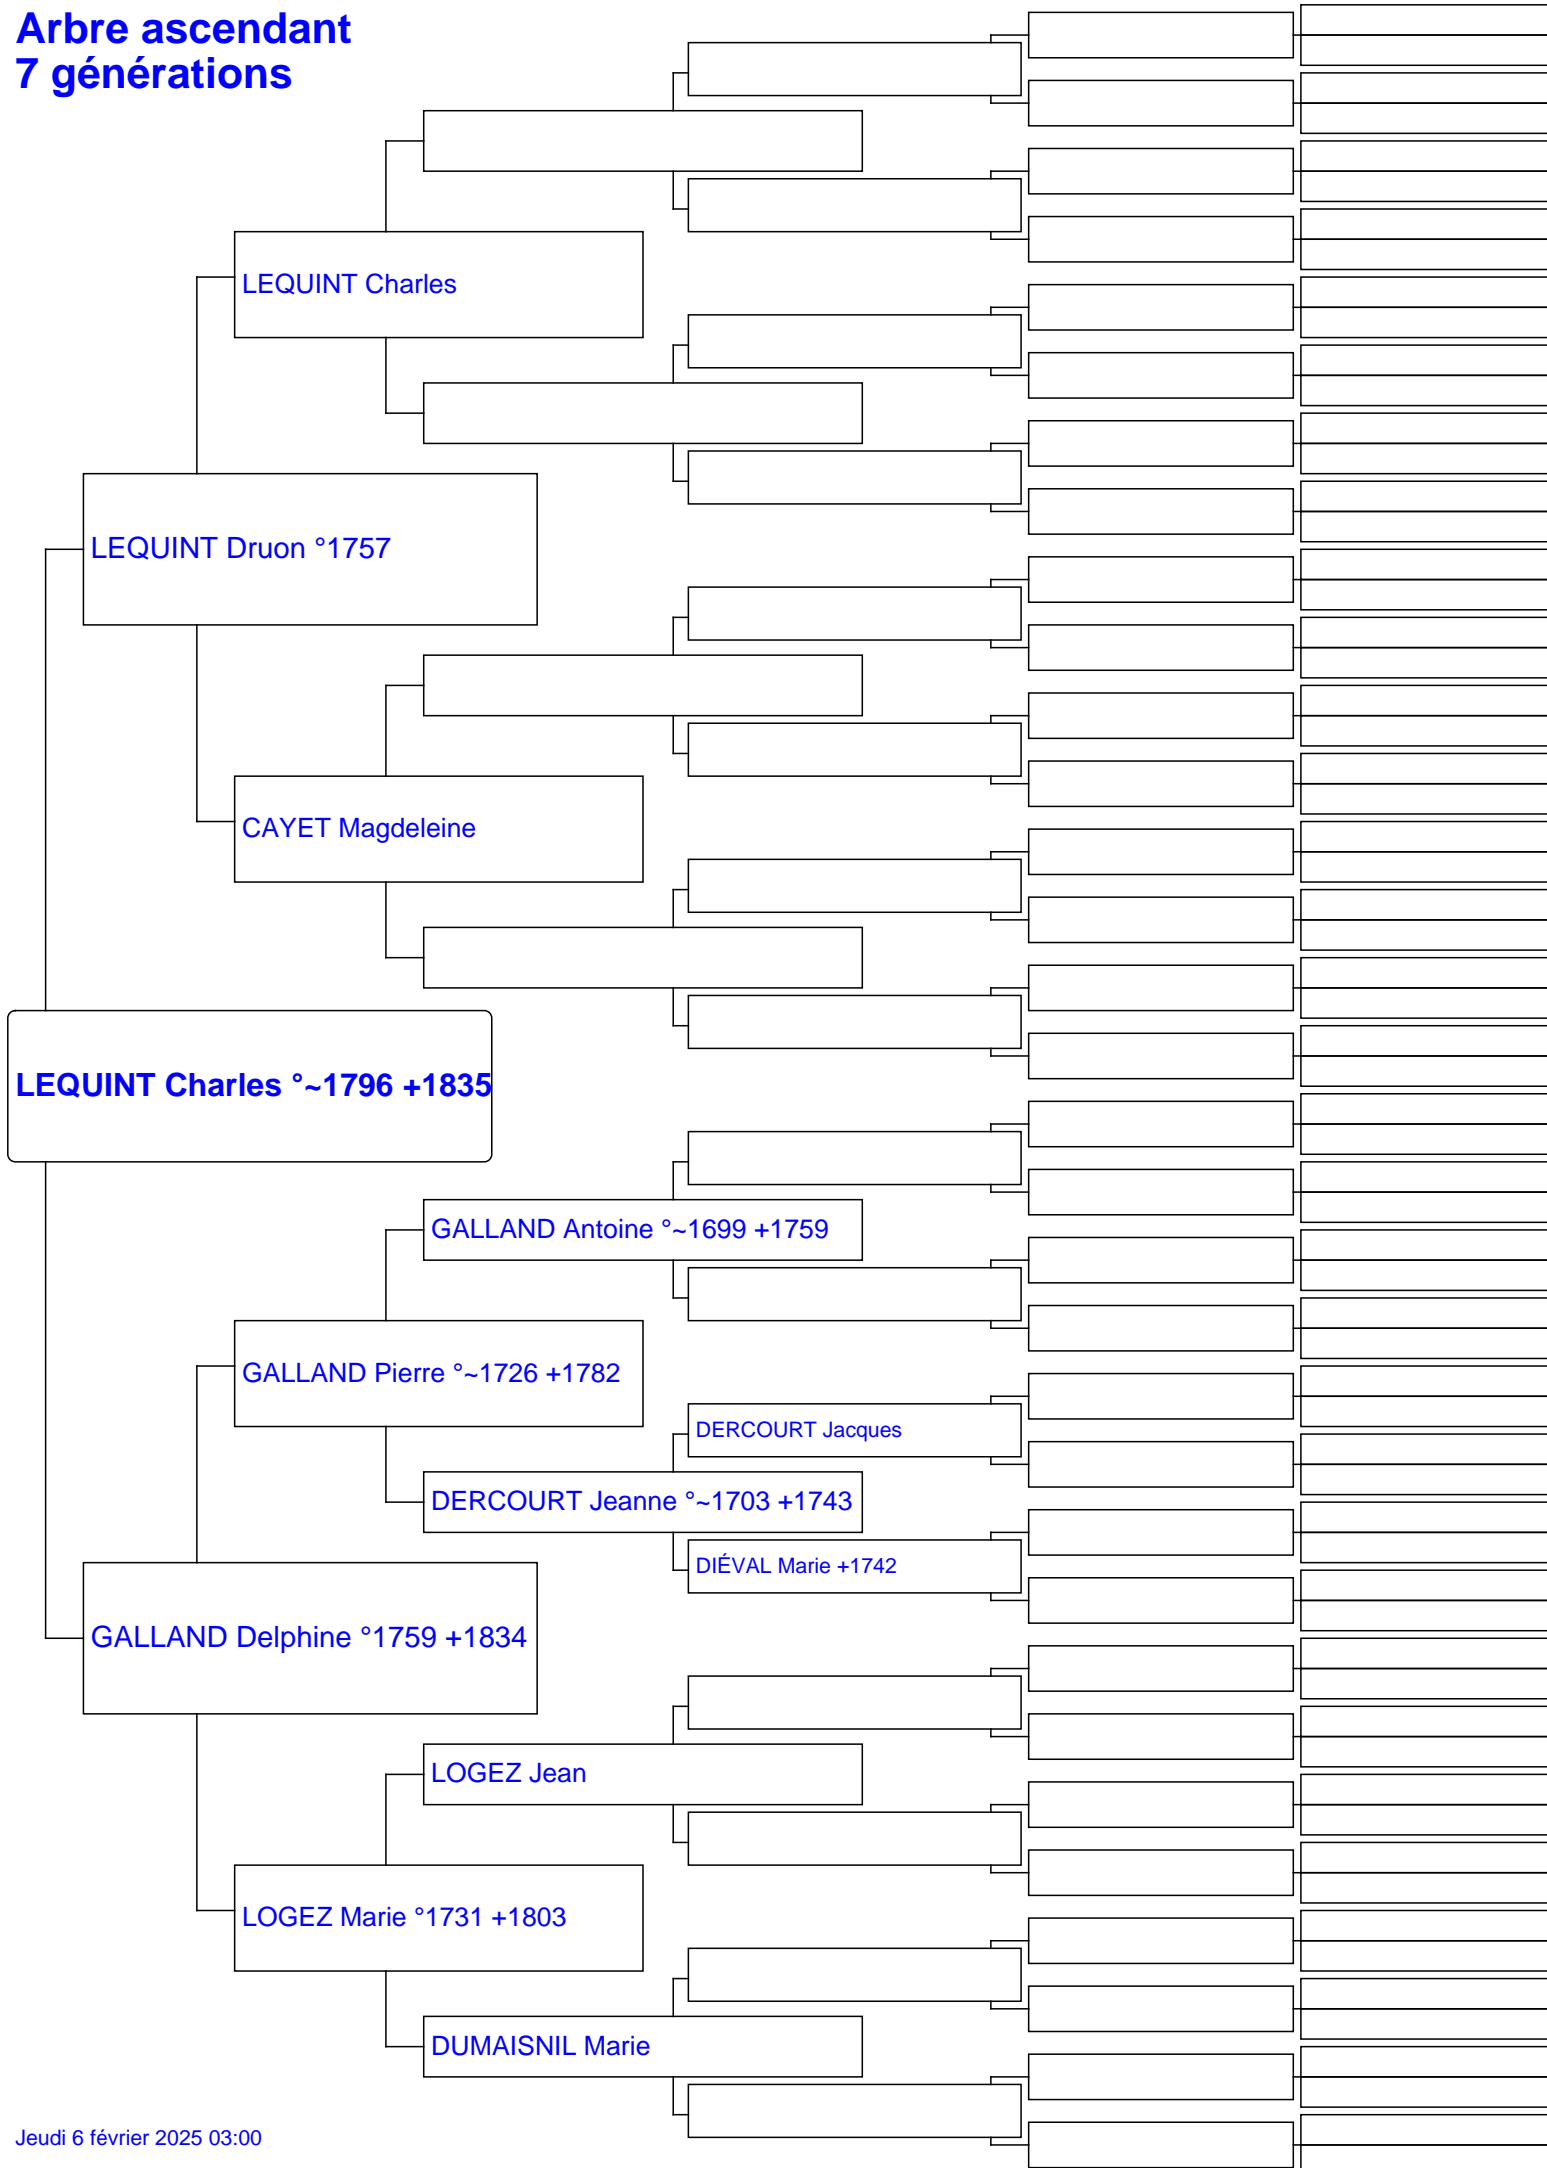 Arbre ascendant
7 générations
LEQUINT Charles
LEQUINT Druon °1757
CAYET Magdeleine
LEQUINT Charles °~1796 +1835
GALLAND Antoine °~1699 +1759
GALLAND Pierre °~1726 +1782
DERCOURT Jacques
DERCOURT Jeanne °~1703 +1743
DIÉVAL Marie +1742
GALLAND Delphine °1759 +1834
LOGEZ Jean
LOGEZ Marie °1731 +1803
DUMAISNIL Marie
Jeudi 6 février 2025 03:00